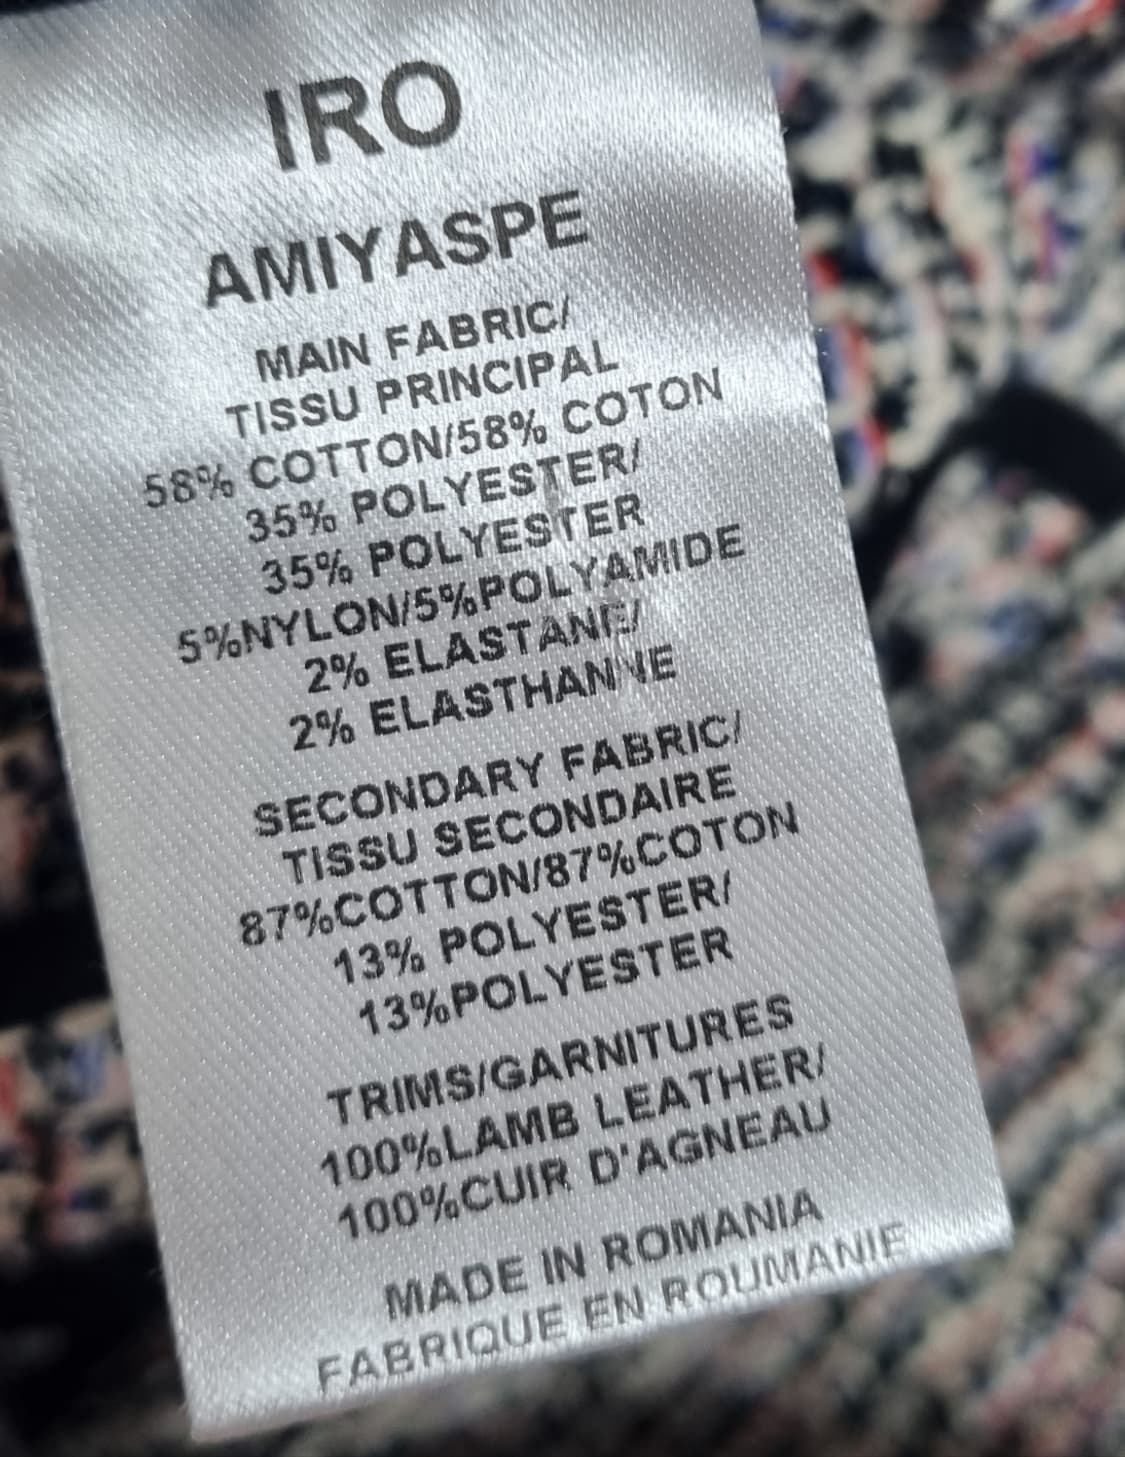 IRO
AMIYASPE
MAIN FABRIC/
TISSU PRINCIPAL
58% COTTON/58% COTON
35% POLYESTER/
35% POLYESTER
5%NYLON/5%POLYAMIDE
2% ELASTANE/
2% ELASTHANNE
SECONDARY FABRIC/
TISSU SECONDAIRE
87%COTTON/87%COTON
13% POLYESTER/
13%POLYESTER
TRIMS/GARNITURES
100%LAMB LEATHER/
100%CUIR D'AGNEAU
MADE IN ROMANIA
FABRIQUE EN ROUMANIE